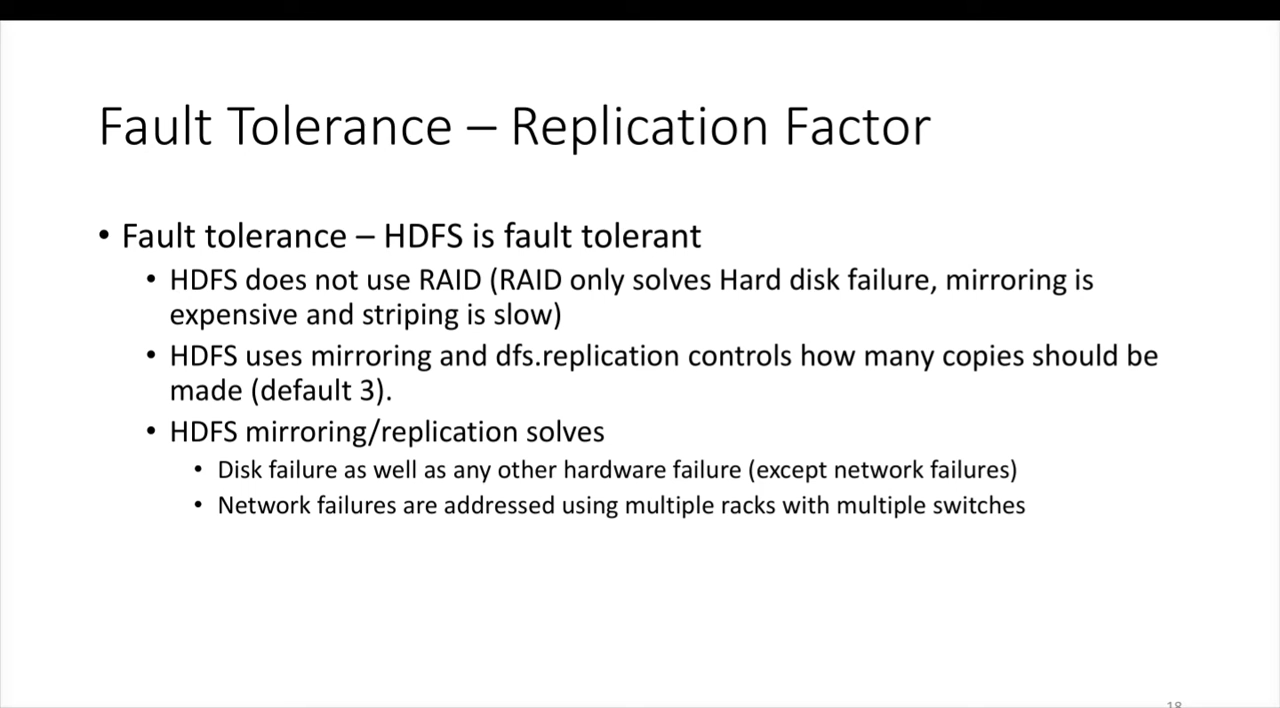 Fault Tolerance – Replication Factor
• Fault tolerance – HDFS is fault tolerant
• HDFS does not use RAID (RAID only solves Hard disk failure, mirroring is
expensive and striping is slow)
• HDFS uses mirroring and dfs.replication controls how many copies should be
made (default 3).
• HDFS mirroring/replication solves
• Disk failure as well as any other hardware failure (except network failures)
• Network failures are addressed using multiple racks with multiple switches
18